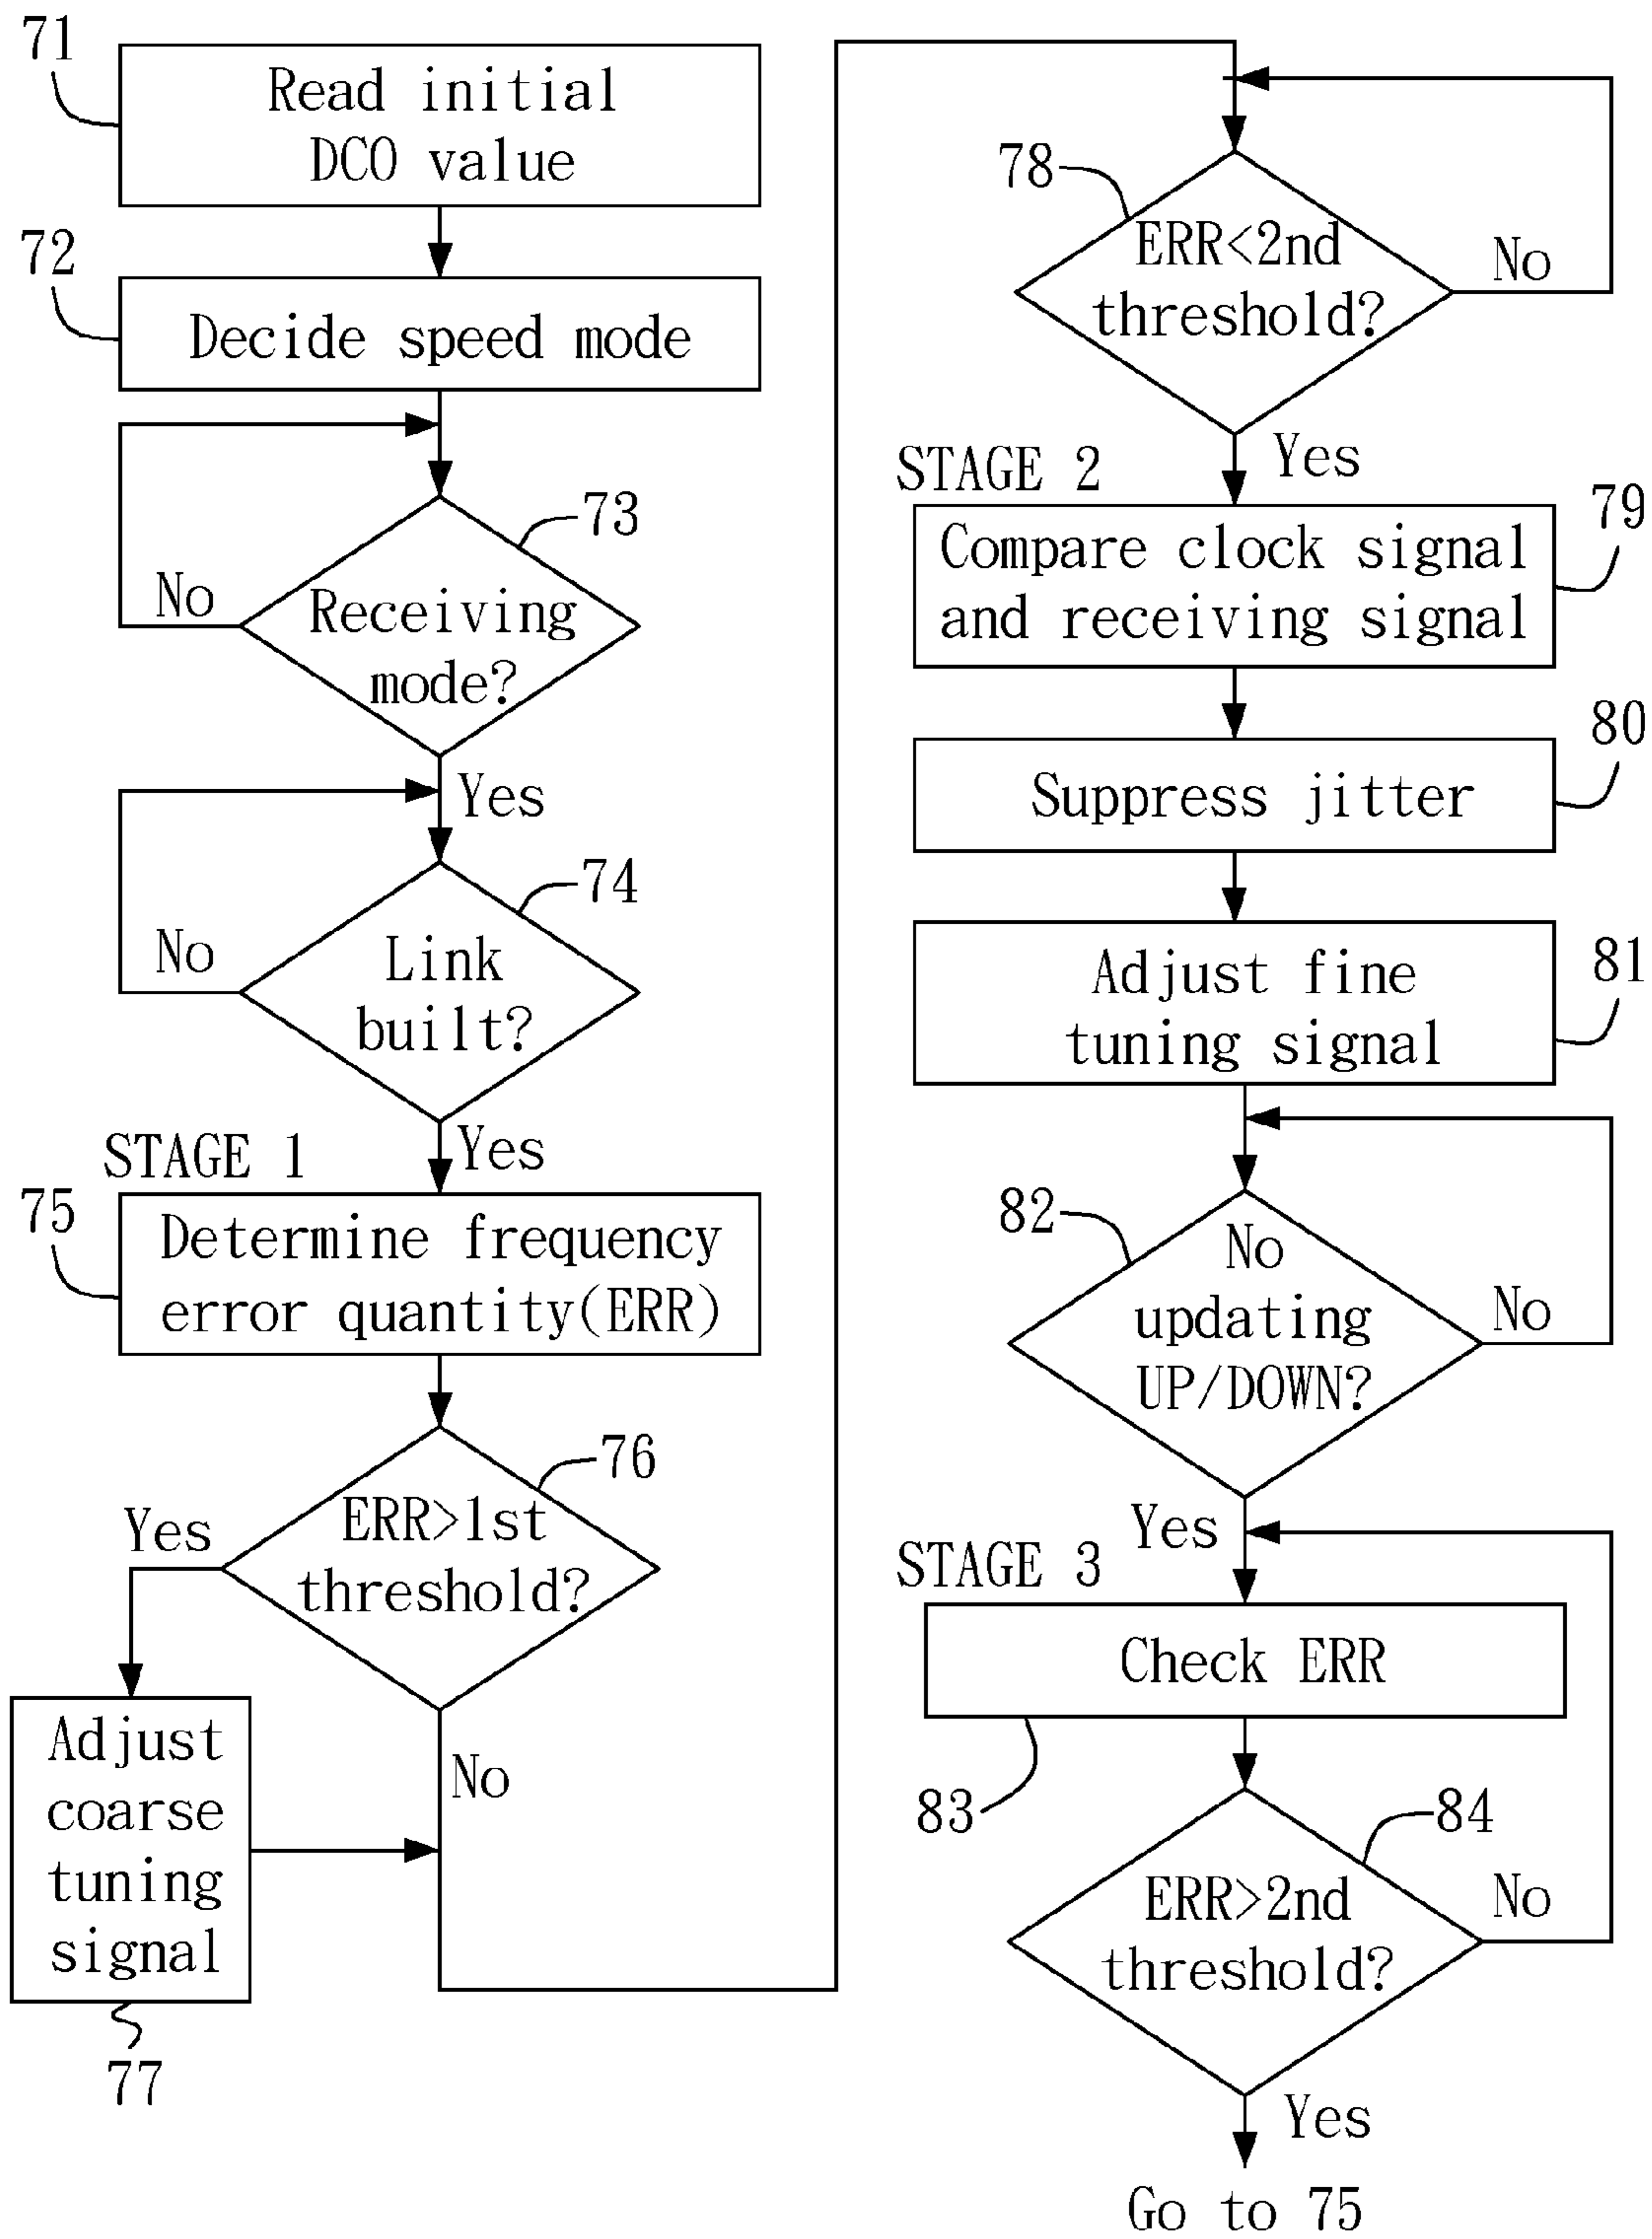 71
Read initial
DCO value
72
Decide speed mode
73
No
Receiving
mode?
Yes
74
No
Link
built?
Yes
STAGE 1
75
Determine frequency
error quantity(ERR)
76
Yes
ERR>1st
threshold?
No
Adjust
coarse
tuning
signal
77
78
ERR<2nd
threshold?
No
Yes
STAGE 2
79
Compare clock signal
and receiving signal
80
Suppress jitter
81
Adjust fine
tuning signal
82
No
updating
UP/DOWN?
No
Yes
STAGE 3
Check ERR
83
84
ERR>2nd
threshold?
No
Yes
Go to 75